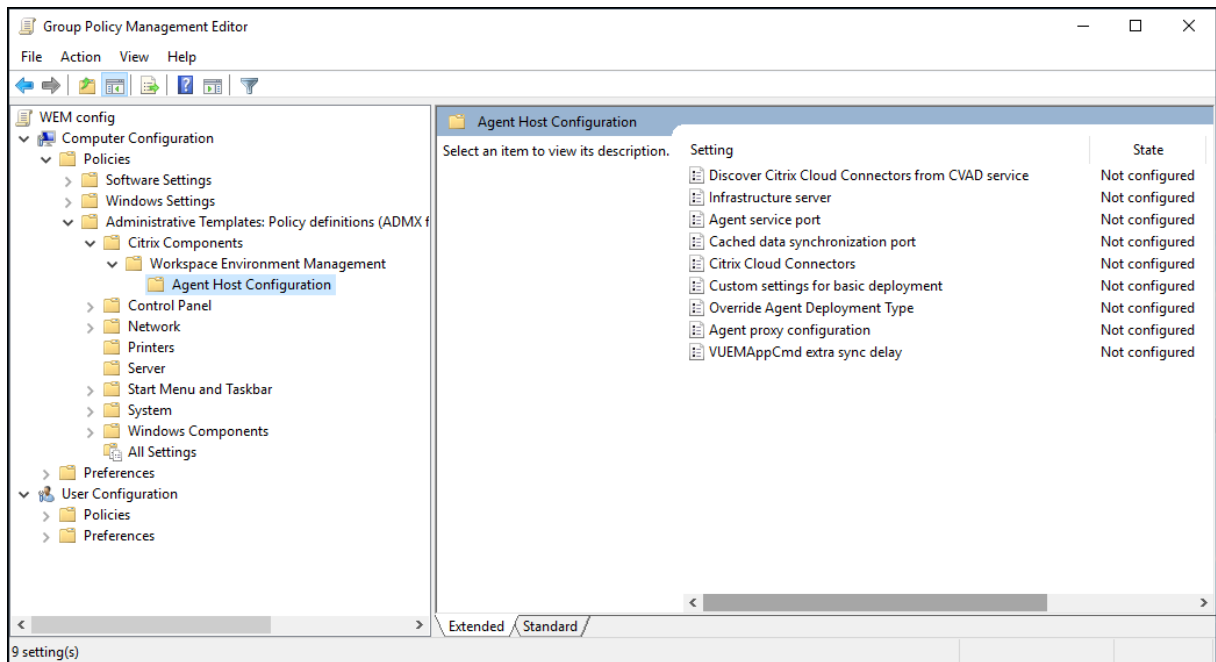 Group Policy Management Editor
File Action View Help
WEM config
Computer Configuration
Policies
Software Settings
Windows Settings
Administrative Templates: Policy definitions (ADMX f
Citrix Components
Workspace Environment Management
Agent Host Configuration
Control Panel
Network
Printers
Server
Start Menu and Taskbar
System
Windows Components
All Settings
Preferences
User Configuration
Policies
Preferences
Agent Host Configuration
Select an item to view its description.
Setting State
Discover Citrix Cloud Connectors from CVAD service Not configured
Infrastructure server Not configured
Agent service port Not configured
Cached data synchronization port Not configured
Citrix Cloud Connectors Not configured
Custom settings for basic deployment Not configured
Override Agent Deployment Type Not configured
Agent proxy configuration Not configured
VUEMAppCmd extra sync delay Not configured
Extended Standard
9 setting(s)